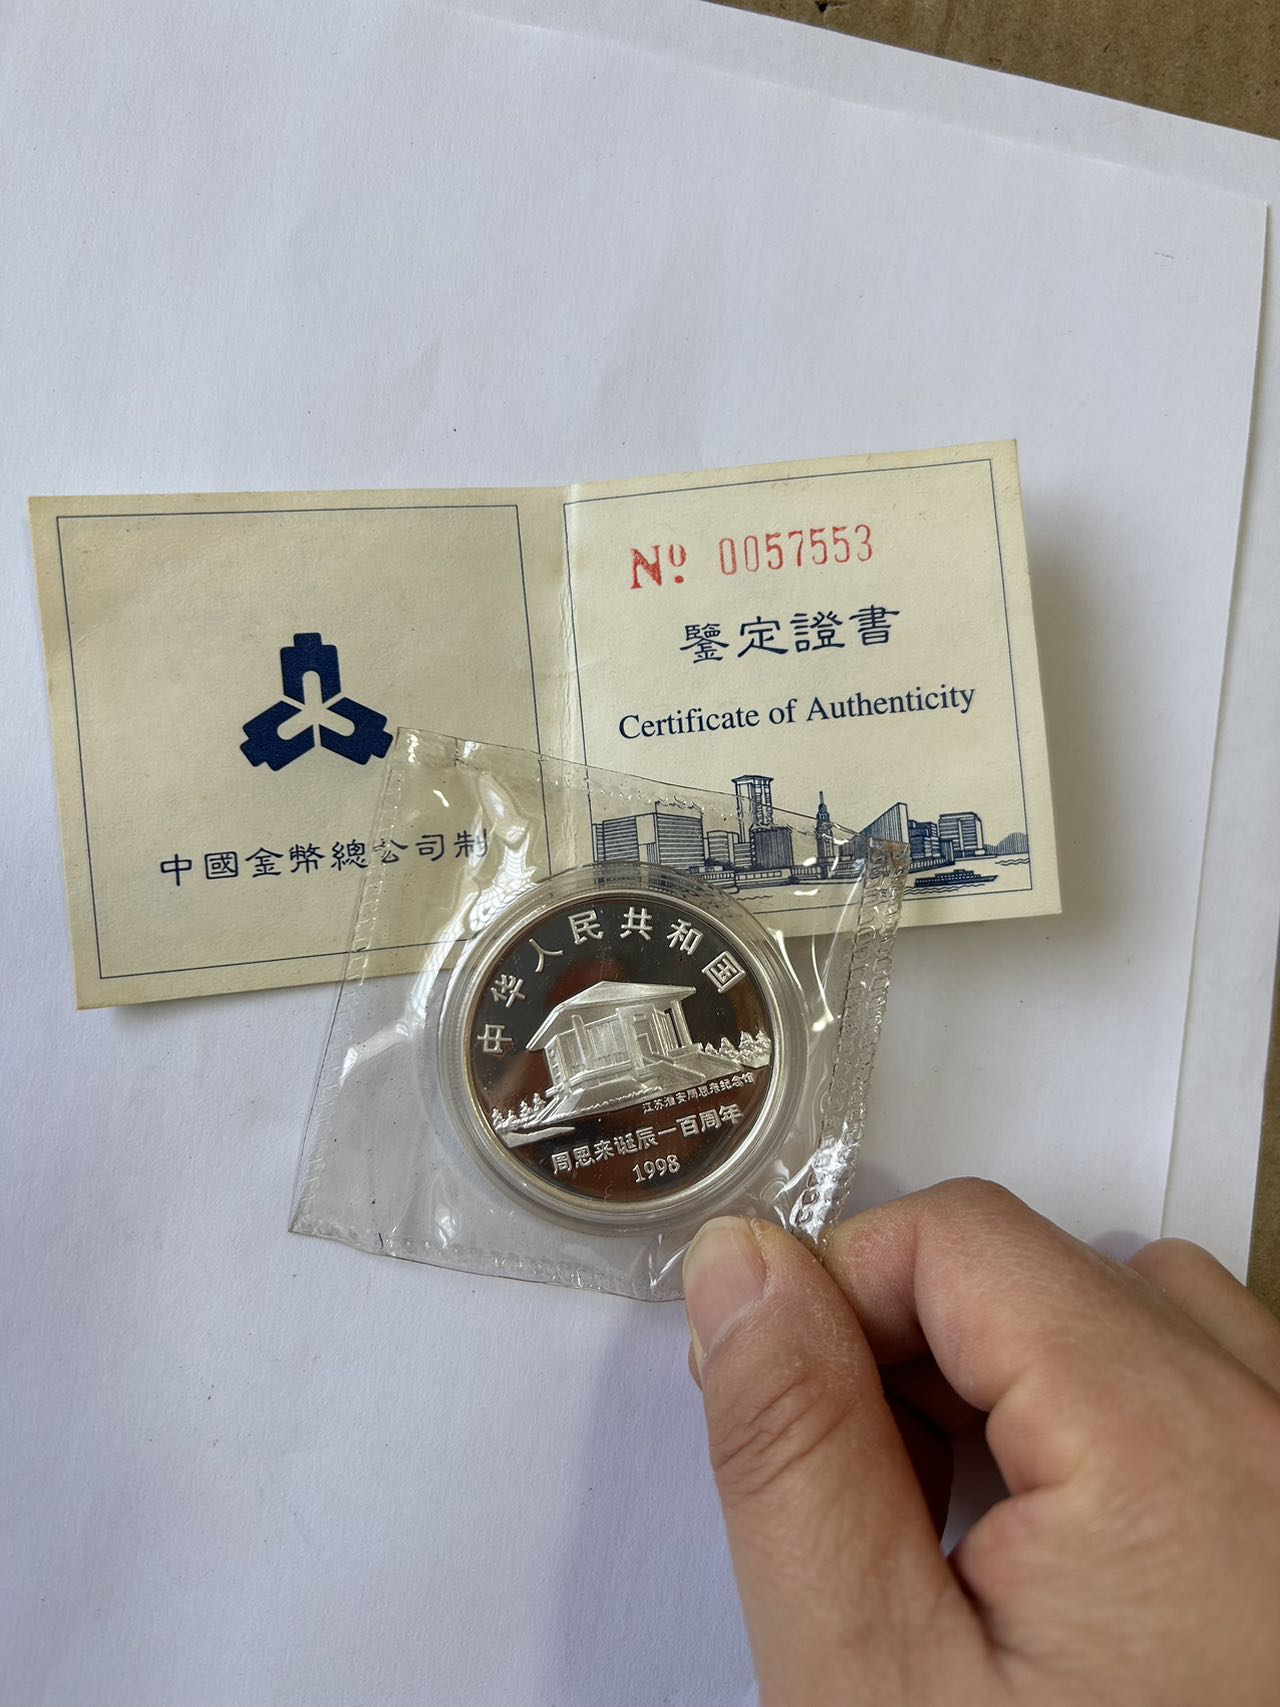 No. 0057553
鑒定證書
Certificate of Authenticity
中國金幣總公司制
中华人民共和国
江苏淮安周恩来纪念馆
周恩来诞辰一百周年
1998